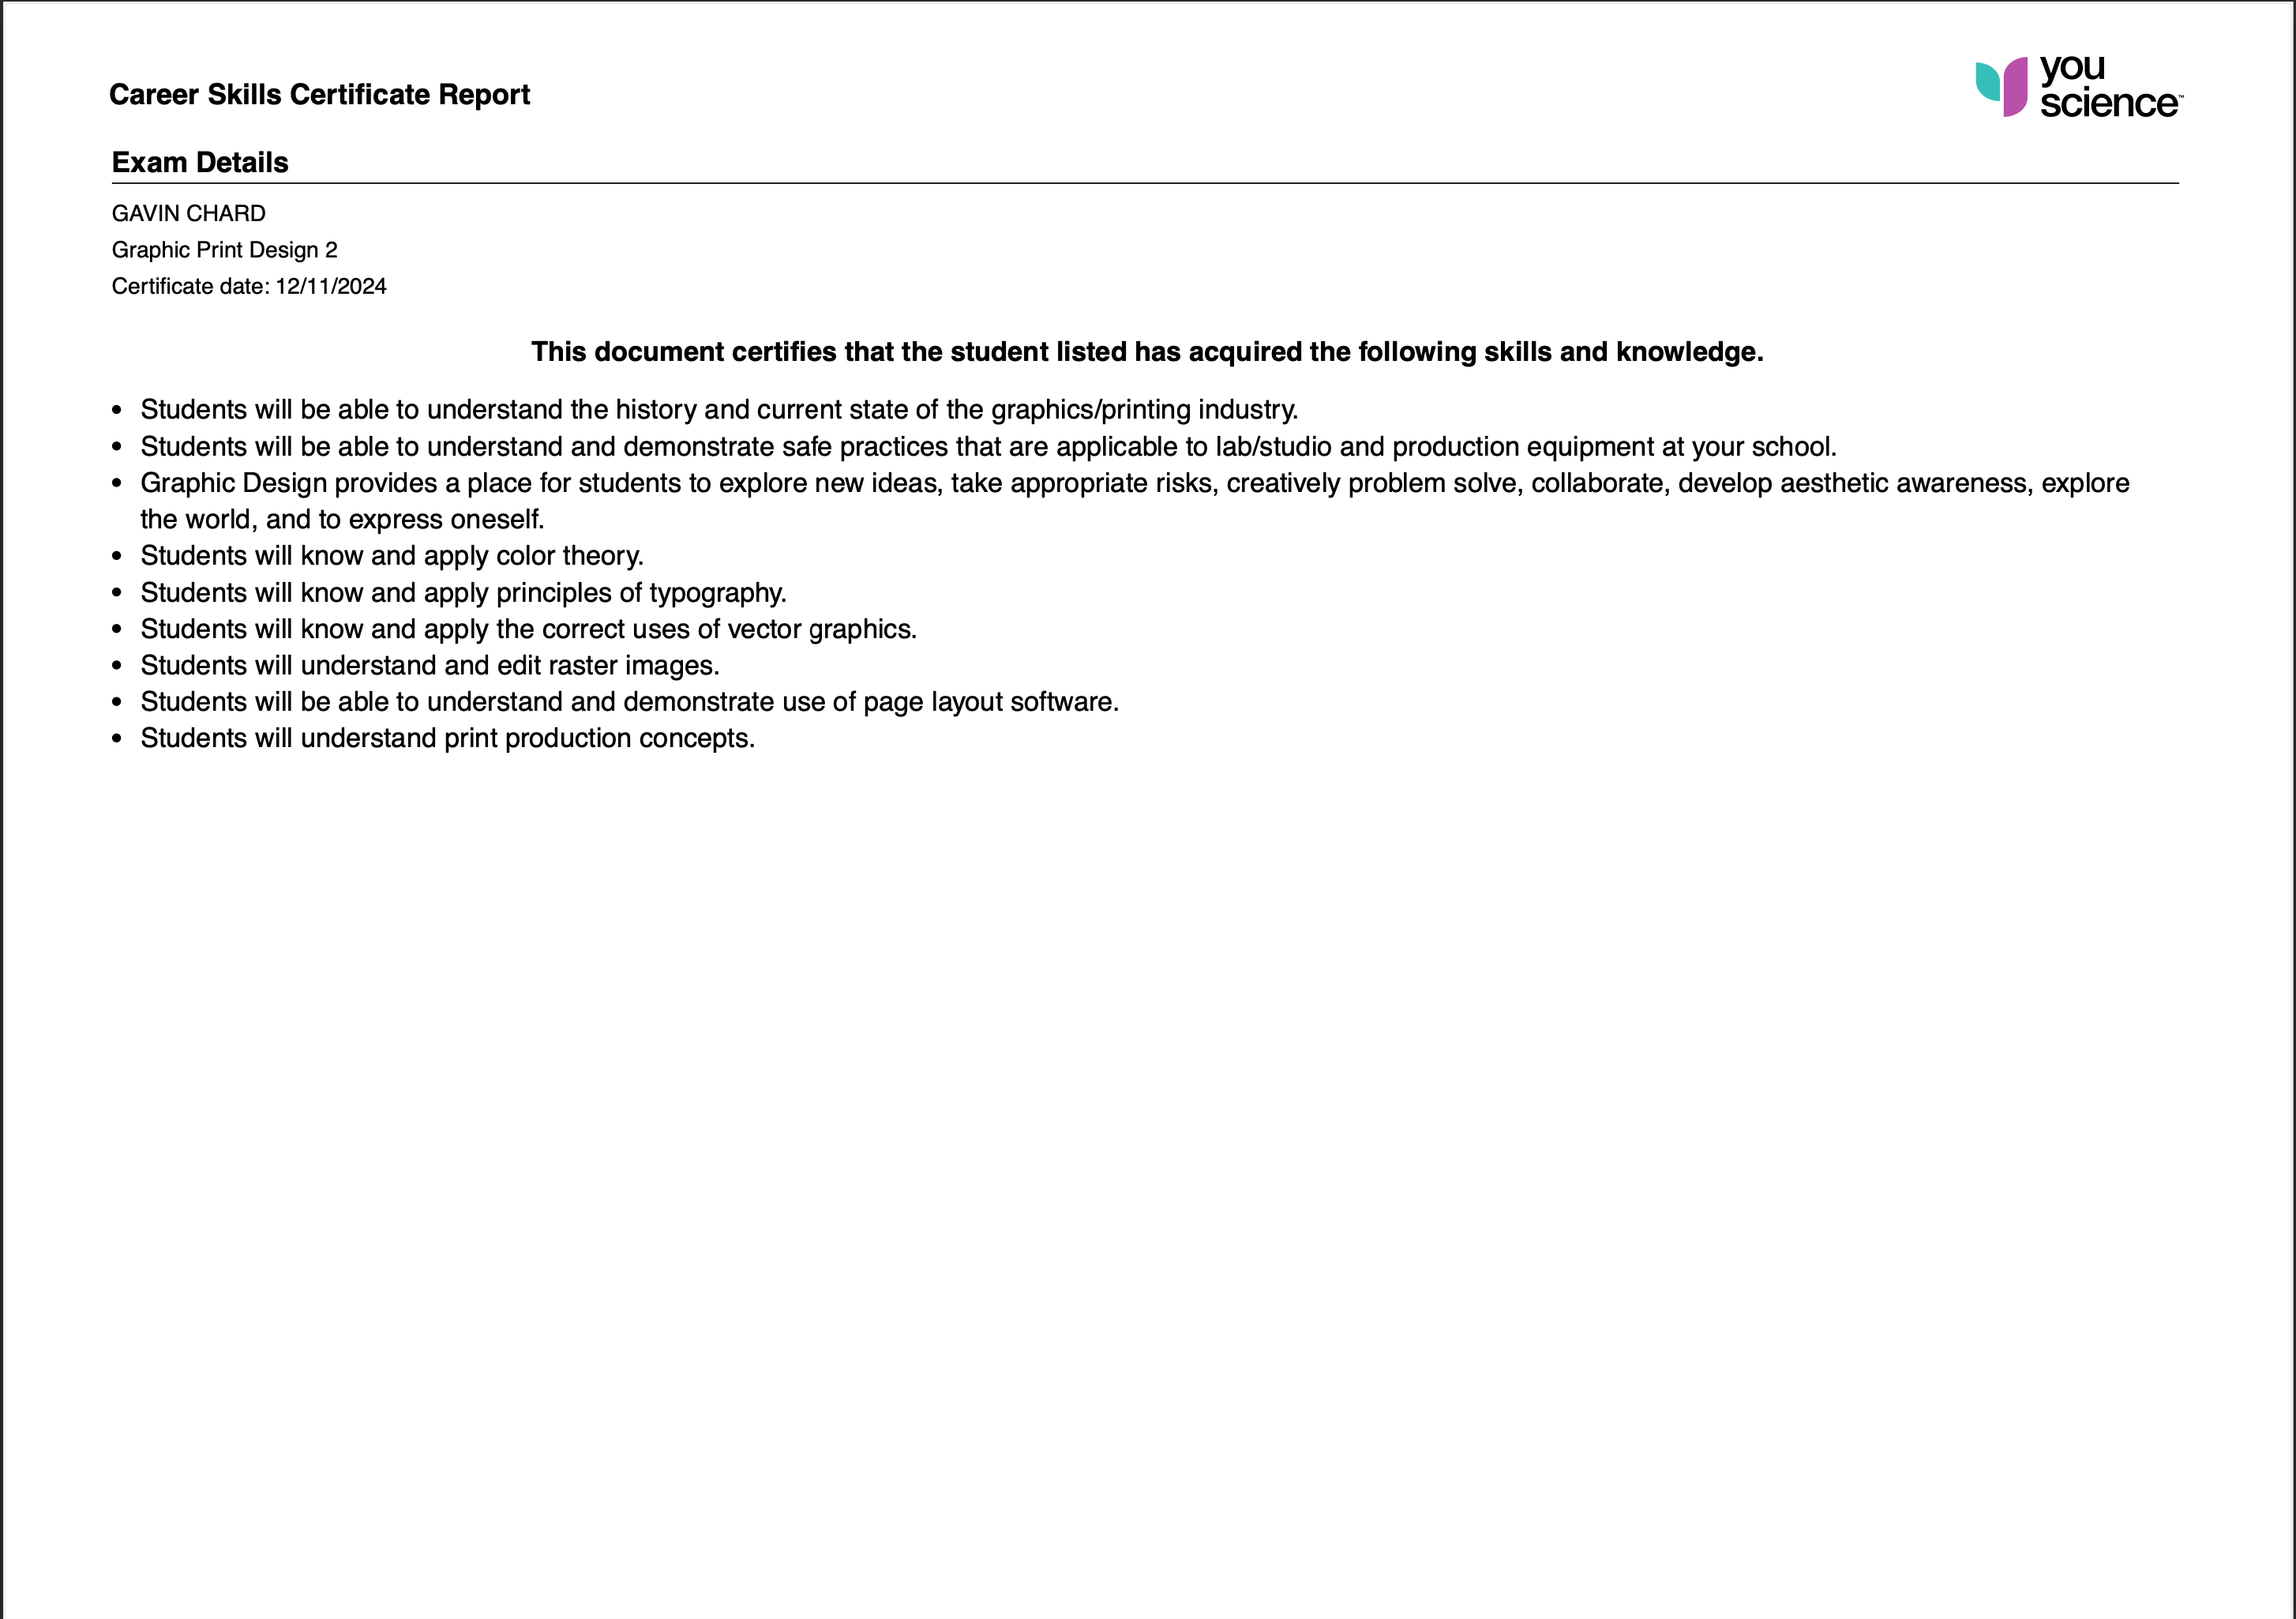 Career Skills Certificate Report
you
science™
Exam Details
GAVIN CHARD
Graphic Print Design 2
Certificate date: 12/11/2024
This document certifies that the student listed has acquired the following skills and knowledge.
• Students will be able to understand the history and current state of the graphics/printing industry.
• Students will be able to understand and demonstrate safe practices that are applicable to lab/studio and production equipment at your school.
• Graphic Design provides a place for students to explore new ideas, take appropriate risks, creatively problem solve, collaborate, develop aesthetic awareness, explore
the world, and to express oneself.
• Students will know and apply color theory.
• Students will know and apply principles of typography.
• Students will know and apply the correct uses of vector graphics.
• Students will understand and edit raster images.
• Students will be able to understand and demonstrate use of page layout software.
• Students will understand print production concepts.